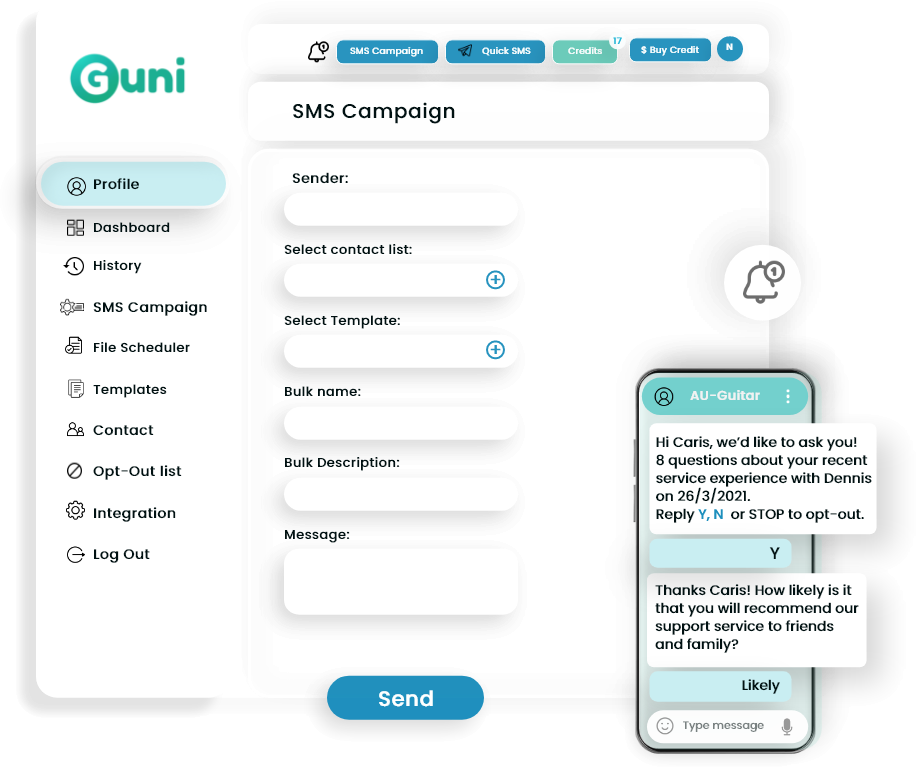 Guni
1
SMS Campaign
Quick SMS
Credits
17
$ Buy Credit
N
SMS Campaign
Profile
Dashboard
History
SMS Campaign
File Scheduler
Templates
Contact
Opt-Out list
Integration
Log Out
Sender:
Select contact list:
Select Template:
Bulk name:
Bulk Description:
Message:
Send
1
AU-Guitar
Hi Caris, we’d like to ask you!
8 questions about your recent
service experience with Dennis
on 26/3/2021.
Reply Y, N or STOP to opt-out.
Y
Thanks Caris! How likely is it
that you will recommend our
support service to friends
and family?
Likely
Type message